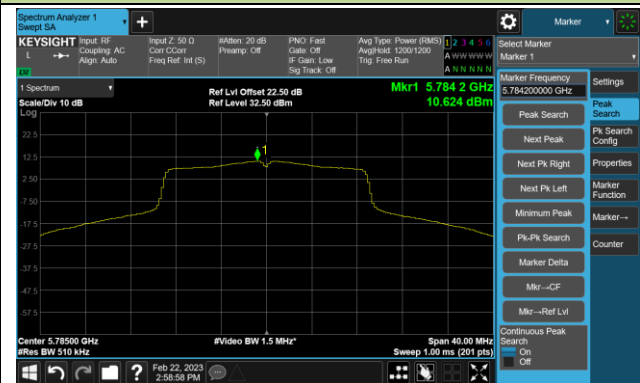 Spectrum Analyzer 1
Swept SA
Marker
KEYSIGHT
L
Input: RF
Coupling: AC
Align: Auto
Input Z: 50 Ω
Corr CCorr
Freq Ref: Int (S)
#Atten: 20 dB
Preamp: Off
PNO: Fast
Gate: Off
IF Gain: Low
Sig Track: Off
Avg Type: Power (RMS)
Avg|Hold: 1200/1200
Trig: Free Run
1 2 3 4 5 6
A W W W W W
A N N N N N
Select Marker
Marker 1
Marker Frequency
5.784200000 GHz
Settings
Peak Search
Next Peak
Next Pk Right
Next Pk Left
Minimum Peak
Pk-Pk Search
Marker Delta
Mkr→CF
Mkr→Ref Lvl
Continuous Peak
Search
On
Off
Peak
Search
Pk Search
Config
Properties
Marker
Function
Marker→
Counter
1 Spectrum
Scale/Div 10 dB
Log
Ref Lvl Offset 22.50 dB
Ref Level 32.50 dBm
Mkr1 5.784 2 GHz
10.624 dBm
22.5
12.5
2.50
-7.50
-17.5
-27.5
-37.5
-47.5
-57.5
1
Center 5.78500 GHz
#Res BW 510 kHz
#Video BW 1.5 MHz*
Span 40.00 MHz
Sweep 1.00 ms (201 pts)
?
Feb 22, 2023
2:58:58 PM